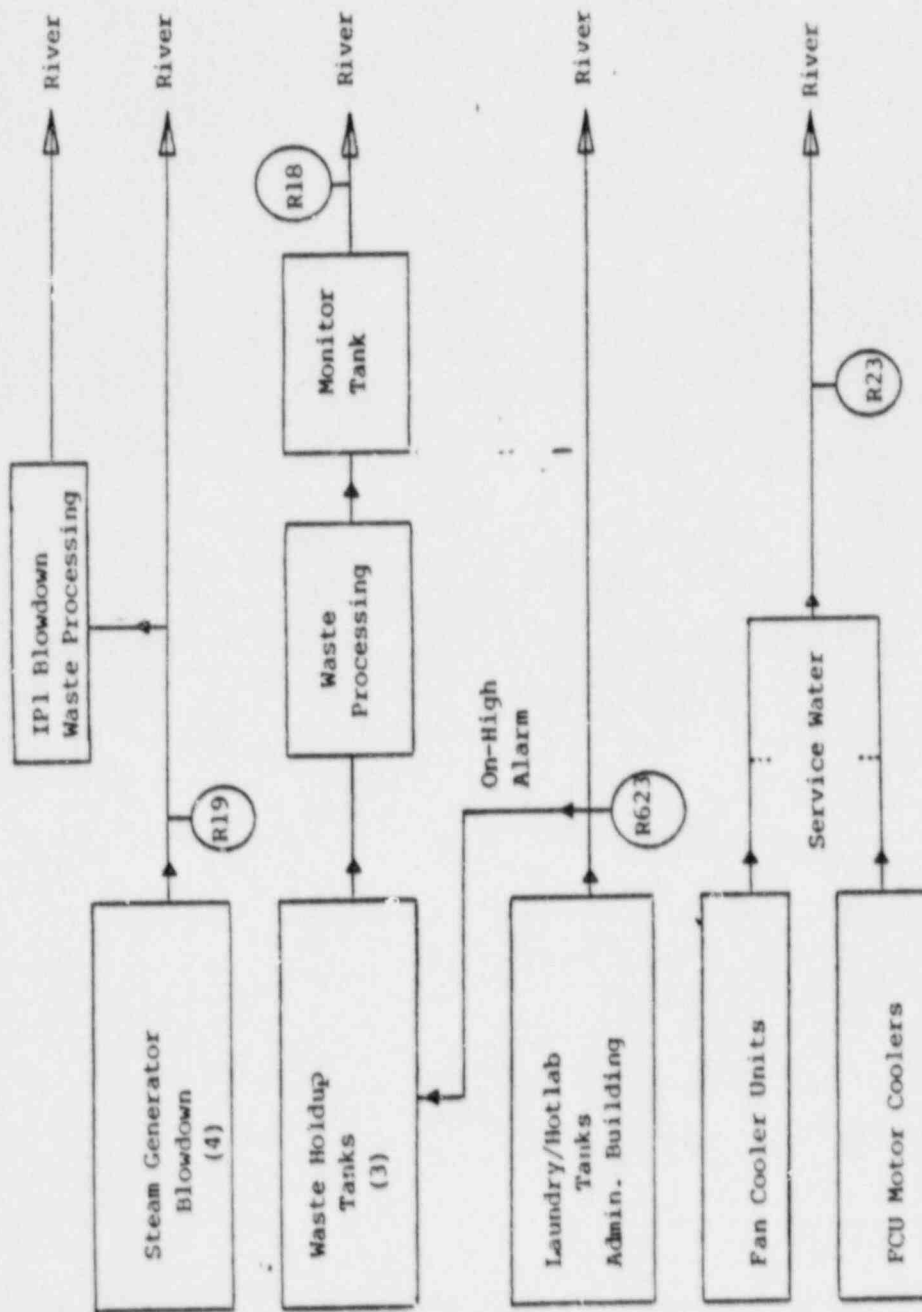 IP1 Blowdown
Waste Processing
River
River
Steam Generator
Blowdown
(4)
R19
Waste Holdup
Tanks
(3)
Waste
Processing
Monitor
Tank
R18
River
On-High
Alarm
Laundry/Hotlab
Tanks
Admin. Building
R623
River
Fan Cooler Units
Service Water
R23
River
FCU Motor Coolers